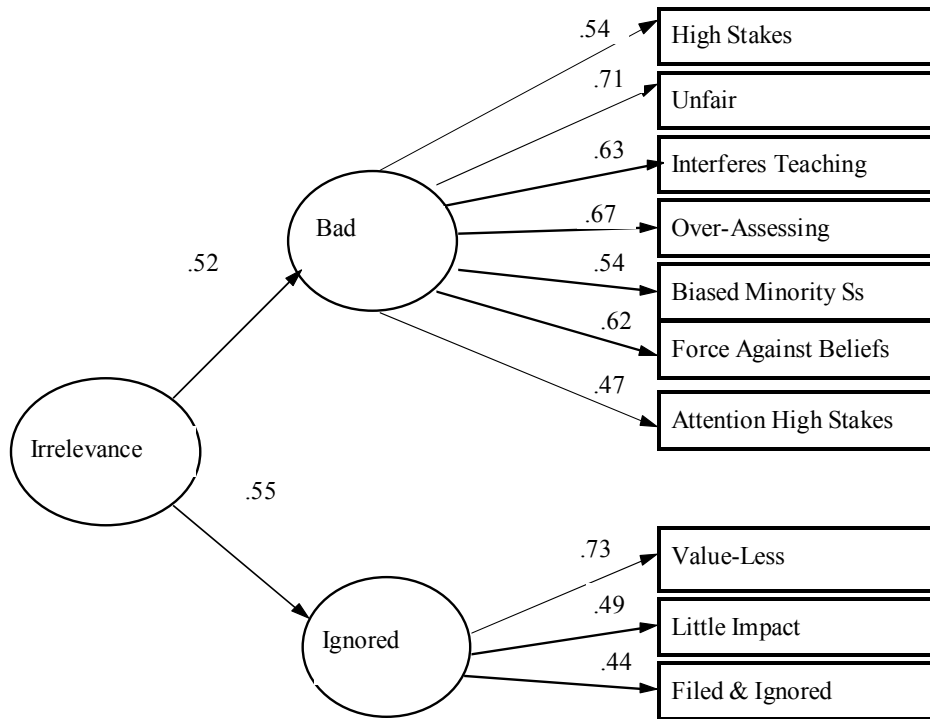 .54
High Stakes
.71
Unfair
.63
Interferes Teaching
.67
Over-Assessing
Bad
.52
.54
Biased Minority Ss
.62
Force Against Beliefs
.47
Attention High Stakes
Irrelevance
.55
.73
Value-Less
.49
Little Impact
Ignored
.44
Filed & Ignored